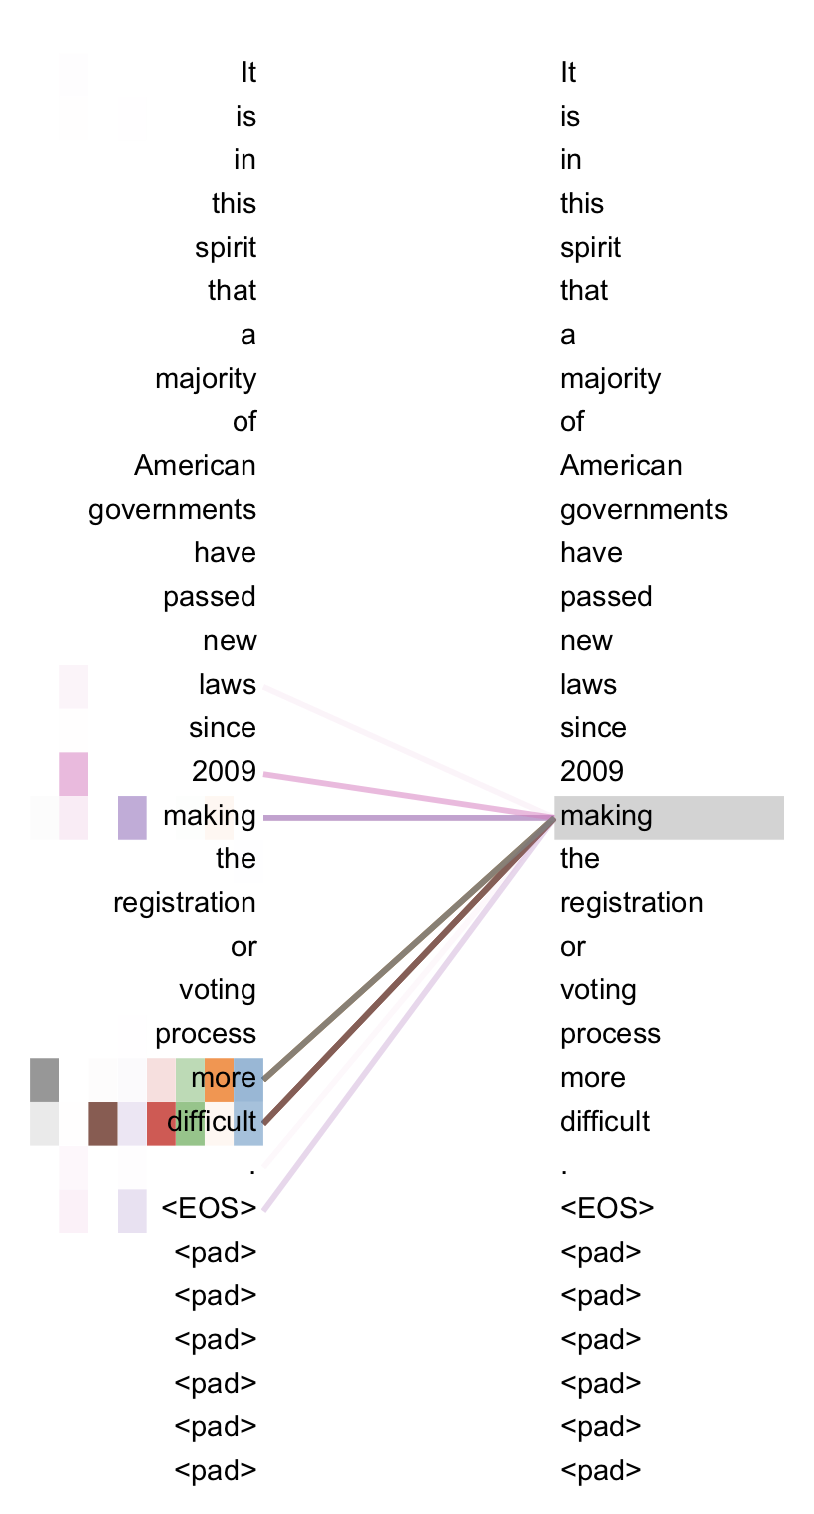 It It
is is
in in
this this
spirit spirit
that that
a a
majority majority
of of
American American
governments governments
have have
passed passed
new new
laws laws
since since
2009 2009
making making
the the
registration registration
or or
voting voting
process process
more more
difficult difficult
. .
<EOS> <EOS>
<pad> <pad>
<pad> <pad>
<pad> <pad>
<pad> <pad>
<pad> <pad>
<pad> <pad>